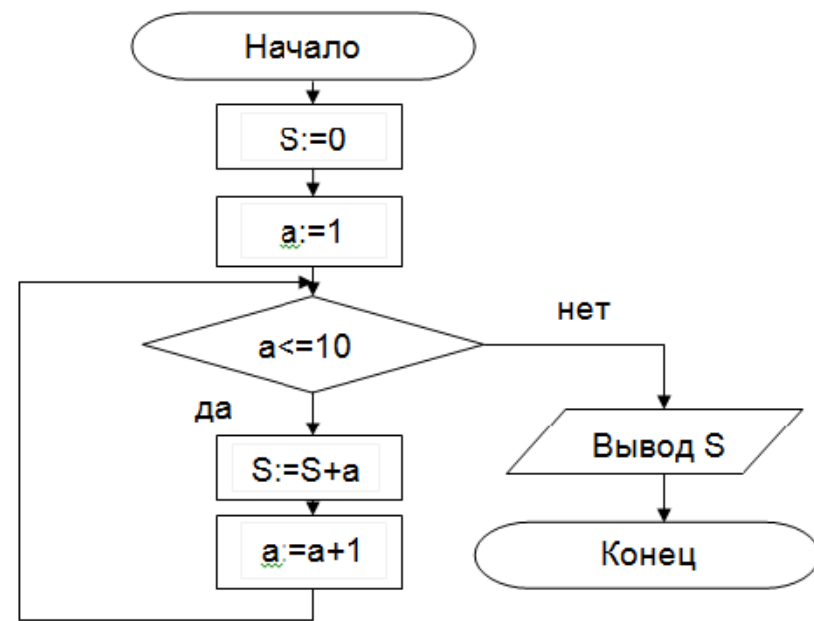 Начало
S:=0
a:=1
a<=10
нет
да
S:=S+a
a:=a+1
Вывод S
Конец